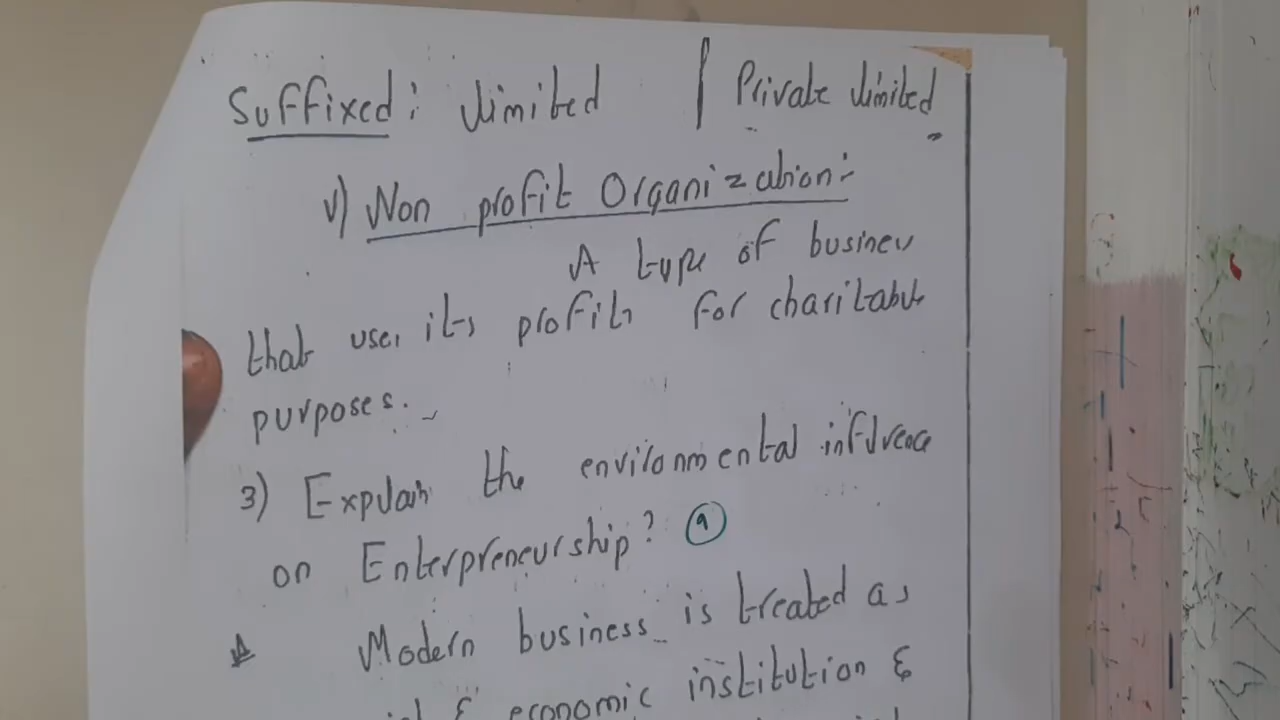 Suffixed: Limited | Private Limited
v) Non profit Organization:-
A type of business
that uses its profits for charitable
purposes.
3) Explain the environmental influence
on Enterpreneurship? 9
Modern business is treated as
& economic institution &